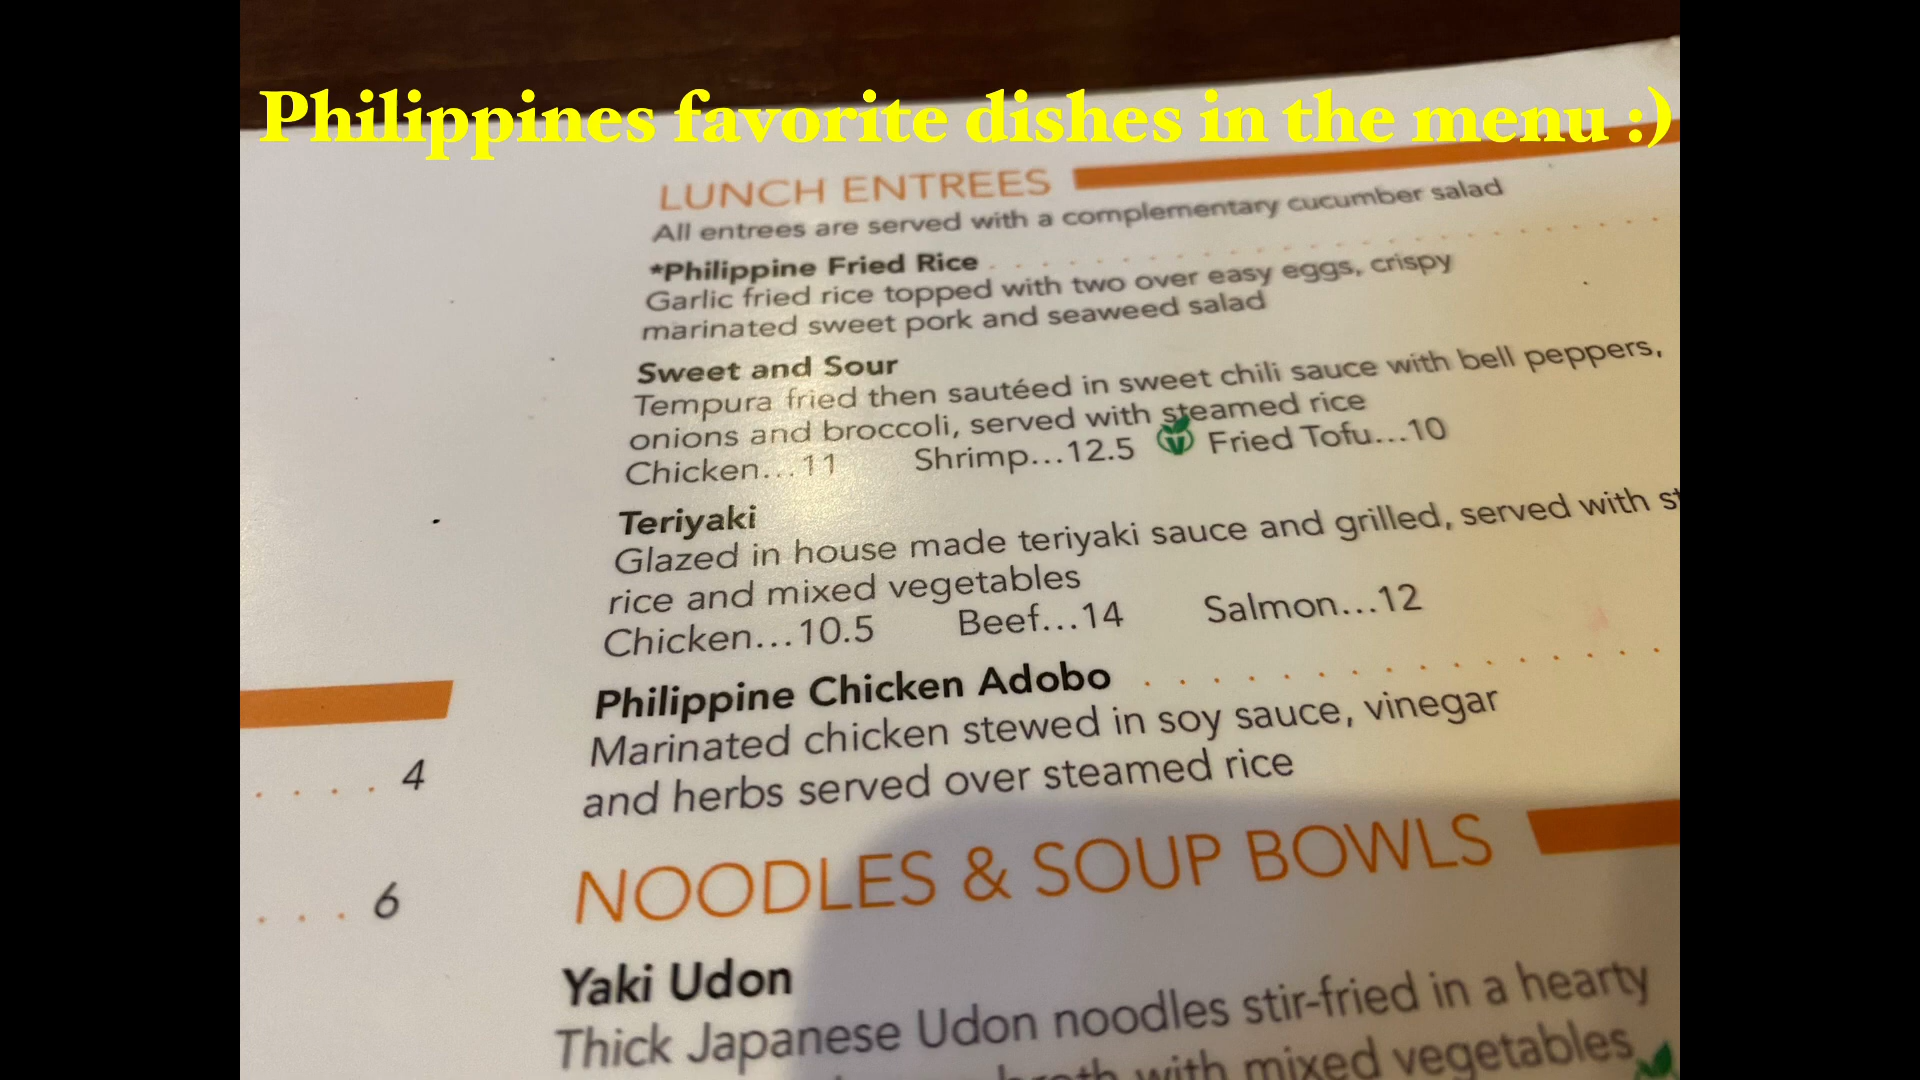 Philippines favorite dishes in the menu :)
LUNCH ENTREES
All entrees are served with a complementary cucumber salad
*Philippine Fried Rice
Garlic fried rice topped with two over easy eggs, crispy
marinated sweet pork and seaweed salad
Sweet and Sour
Tempura fried then sautéed in sweet chili sauce with bell peppers,
onions and broccoli, served with steamed rice
Chicken...11 Shrimp...12.5 V Fried Tofu...10
Teriyaki
Glazed in house made teriyaki sauce and grilled, served with
rice and mixed vegetables
Chicken...10.5 Beef...14 Salmon...12
Philippine Chicken Adobo
Marinated chicken stewed in soy sauce, vinegar
and herbs served over steamed rice
4
6
NOODLES & SOUP BOWLS
Yaki Udon
Thick Japanese Udon noodles stir-fried in a hearty
broth with mixed vegetables